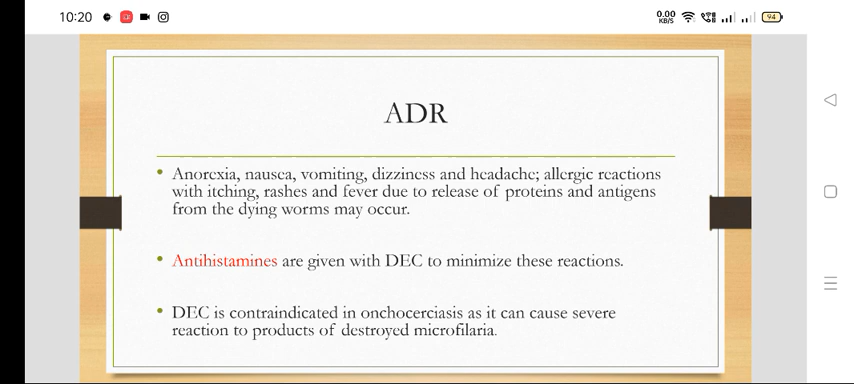 10:20
0.00
KB/S
94
ADR
• Anorexia, nausea, vomiting, dizziness and headache; allergic reactions
with itching, rashes and fever due to release of proteins and antigens
from the dying worms may occur.
• Antihistamines are given with DEC to minimize these reactions.
• DEC is contraindicated in onchocerciasis as it can cause severe
reaction to products of destroyed microfilaria.